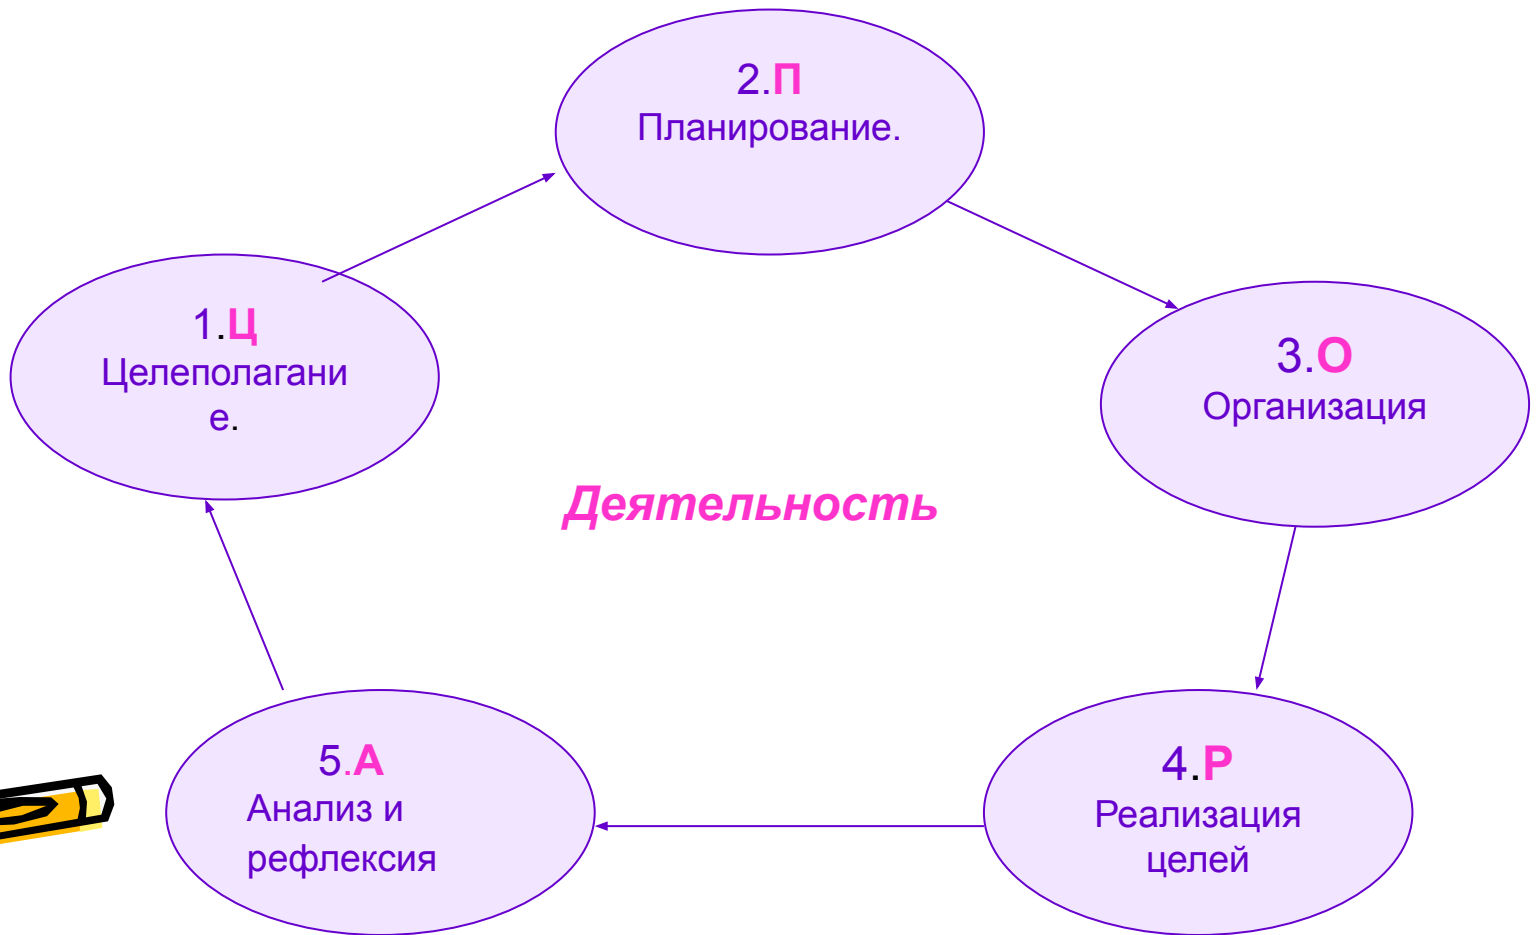 2.П
Планирование.
1.Ц
Целеполагани
е.
3.О
Организация
Деятельность
5.А
Анализ и
рефлексия
4.Р
Реализация
целей